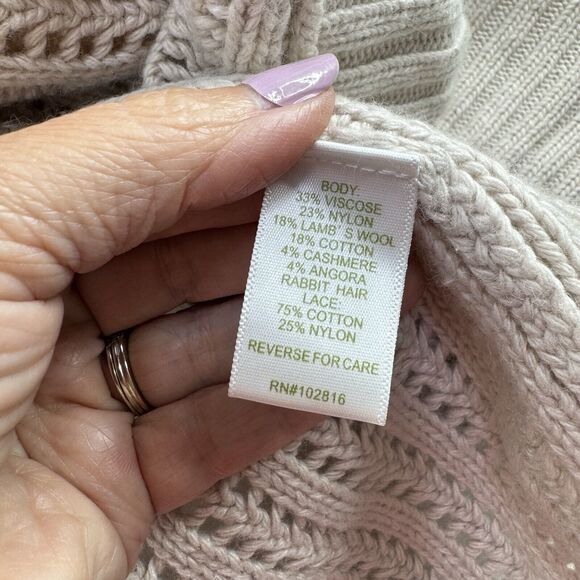 BODY:
33% VISCOSE
23% NYLON
18% LAMB'S WOOL
18% COTTON
4% CASHMERE
4% ANGORA
RABBIT HAIR
LACE:
75% COTTON
25% NYLON
REVERSE FOR CARE
RN#102816